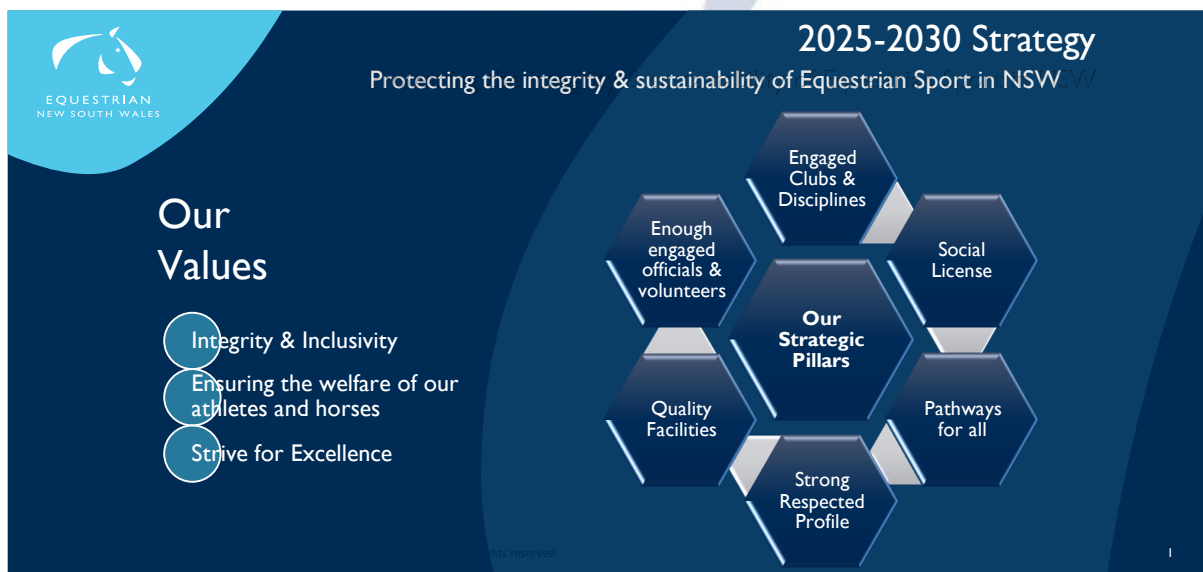 EQUESTRIAN
NEW SOUTH WALES
2025-2030 Strategy
Protecting the integrity & sustainability of Equestrian Sport in NSW
Our
Values
Integrity & Inclusivity
Ensuring the welfare of our
athletes and horses
Strive for Excellence
Engaged
Clubs &
Disciplines
Social
License
Pathways
for all
Strong
Respected
Profile
Quality
Facilities
Enough
engaged
officials &
volunteers
Our
Strategic
Pillars
rights reserved
1